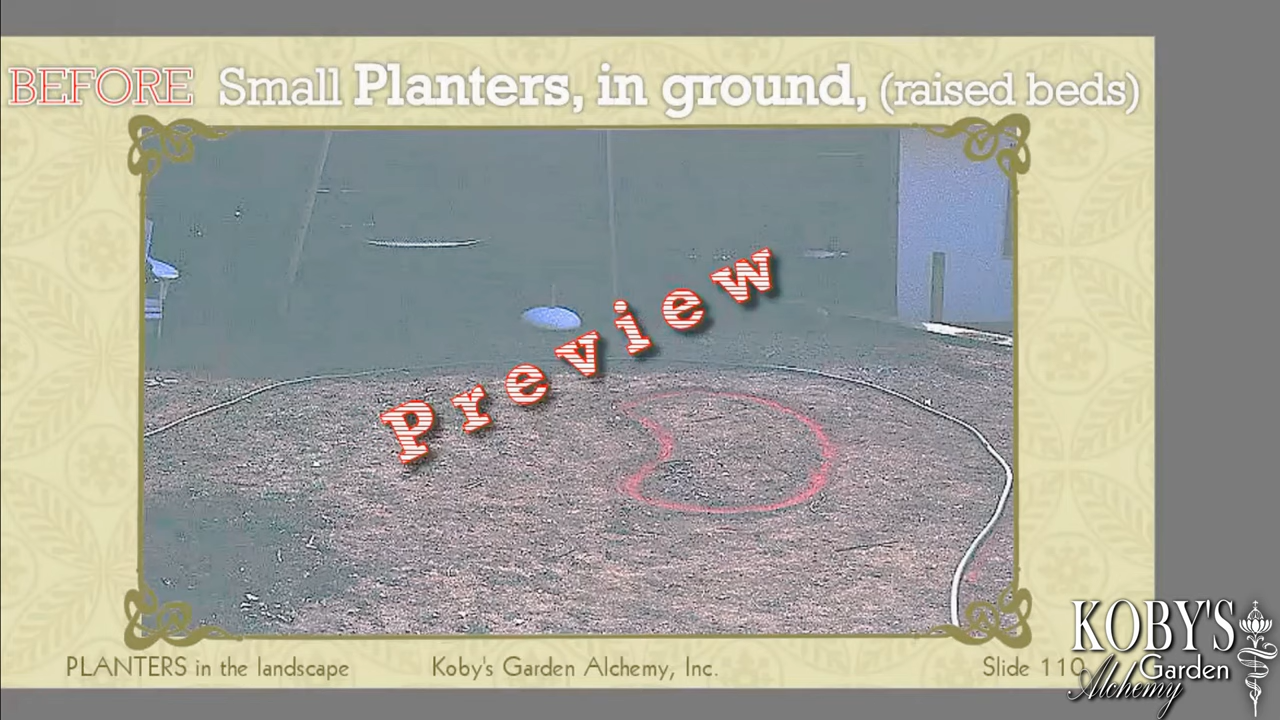 BEFORE Small Planters, in ground, (raised beds)
Preview
PLANTERS in the landscape Koby's Garden Alchemy, Inc. Slide 110
KOBY'S
Garden
Alchemy